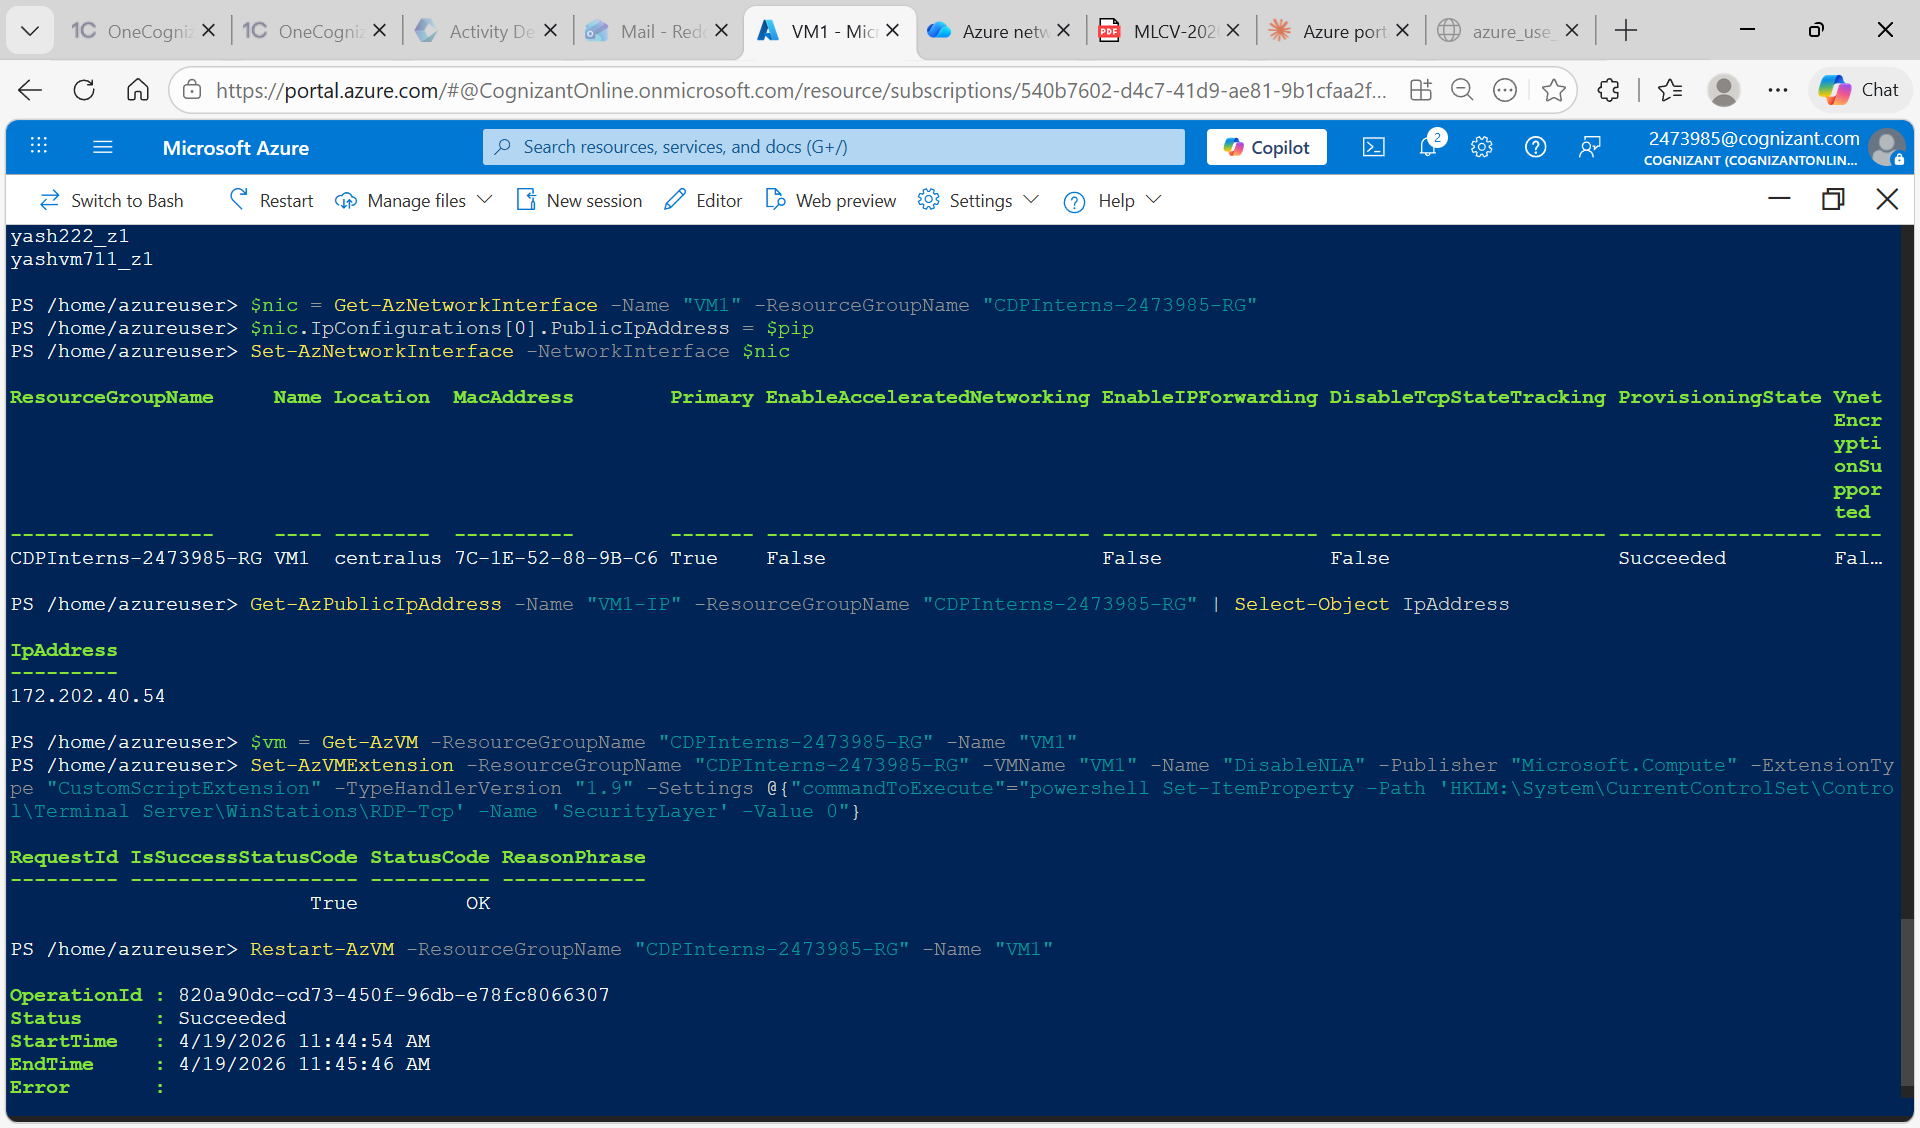 OneCogniz
OneCogniz
Activity De
Mail - Redc
VM1 - Mic
Azure netw
MLCV-202
Azure port
azure_use_
https://portal.azure.com/#@CognizantOnline.onmicrosoft.com/resource/subscriptions/540b7602-d4c7-41d9-ae81-9b1cfaa2f...
Chat
Microsoft Azure
Search resources, services, and docs (G+/)
Copilot
2
2473985@cognizant.com
COGNIZANT (COGNIZANTONLIN...
Switch to Bash
Restart
Manage files
New session
Editor
Web preview
Settings
Help
yash222_z1
yashvm711_z1
PS /home/azureuser> $nic = Get-AzNetworkInterface -Name "VM1" -ResourceGroupName "CDPInterns-2473985-RG"
PS /home/azureuser> $nic.IpConfigurations[0].PublicIpAddress = $pip
PS /home/azureuser> Set-AzNetworkInterface -NetworkInterface $nic
ResourceGroupName Name Location MacAddress Primary EnableAcceleratedNetworking EnableIPForwarding DisableTcpStateTracking ProvisioningState Vnet
Encr
ypti
onSu
ppor
ted
----------------- ---- -------- ---------- ------- --------------------------- ------------------ ----------------------- ----------------- ----
CDPInterns-2473985-RG VM1 centralus 7C-1E-52-88-9B-C6 True False False False Succeeded Fal…
PS /home/azureuser> Get-AzPublicIpAddress -Name "VM1-IP" -ResourceGroupName "CDPInterns-2473985-RG" | Select-Object IpAddress
IpAddress
---------
172.202.40.54
PS /home/azureuser> $vm = Get-AzVM -ResourceGroupName "CDPInterns-2473985-RG" -Name "VM1"
PS /home/azureuser> Set-AzVMExtension -ResourceGroupName "CDPInterns-2473985-RG" -VMName "VM1" -Name "DisableNLA" -Publisher "Microsoft.Compute" -ExtensionTy
pe "CustomScriptExtension" -TypeHandlerVersion "1.9" -Settings @{"commandToExecute"="powershell Set-ItemProperty -Path 'HKLM:\System\CurrentControlSet\Contro
l\Terminal Server\WinStations\RDP-Tcp' -Name 'SecurityLayer' -Value 0"}
RequestId IsSuccessStatusCode StatusCode ReasonPhrase
--------- ------------------- ---------- ------------
True OK
PS /home/azureuser> Restart-AzVM -ResourceGroupName "CDPInterns-2473985-RG" -Name "VM1"
OperationId : 820a90dc-cd73-450f-96db-e78fc8066307
Status : Succeeded
StartTime : 4/19/2026 11:44:54 AM
EndTime : 4/19/2026 11:45:46 AM
Error :